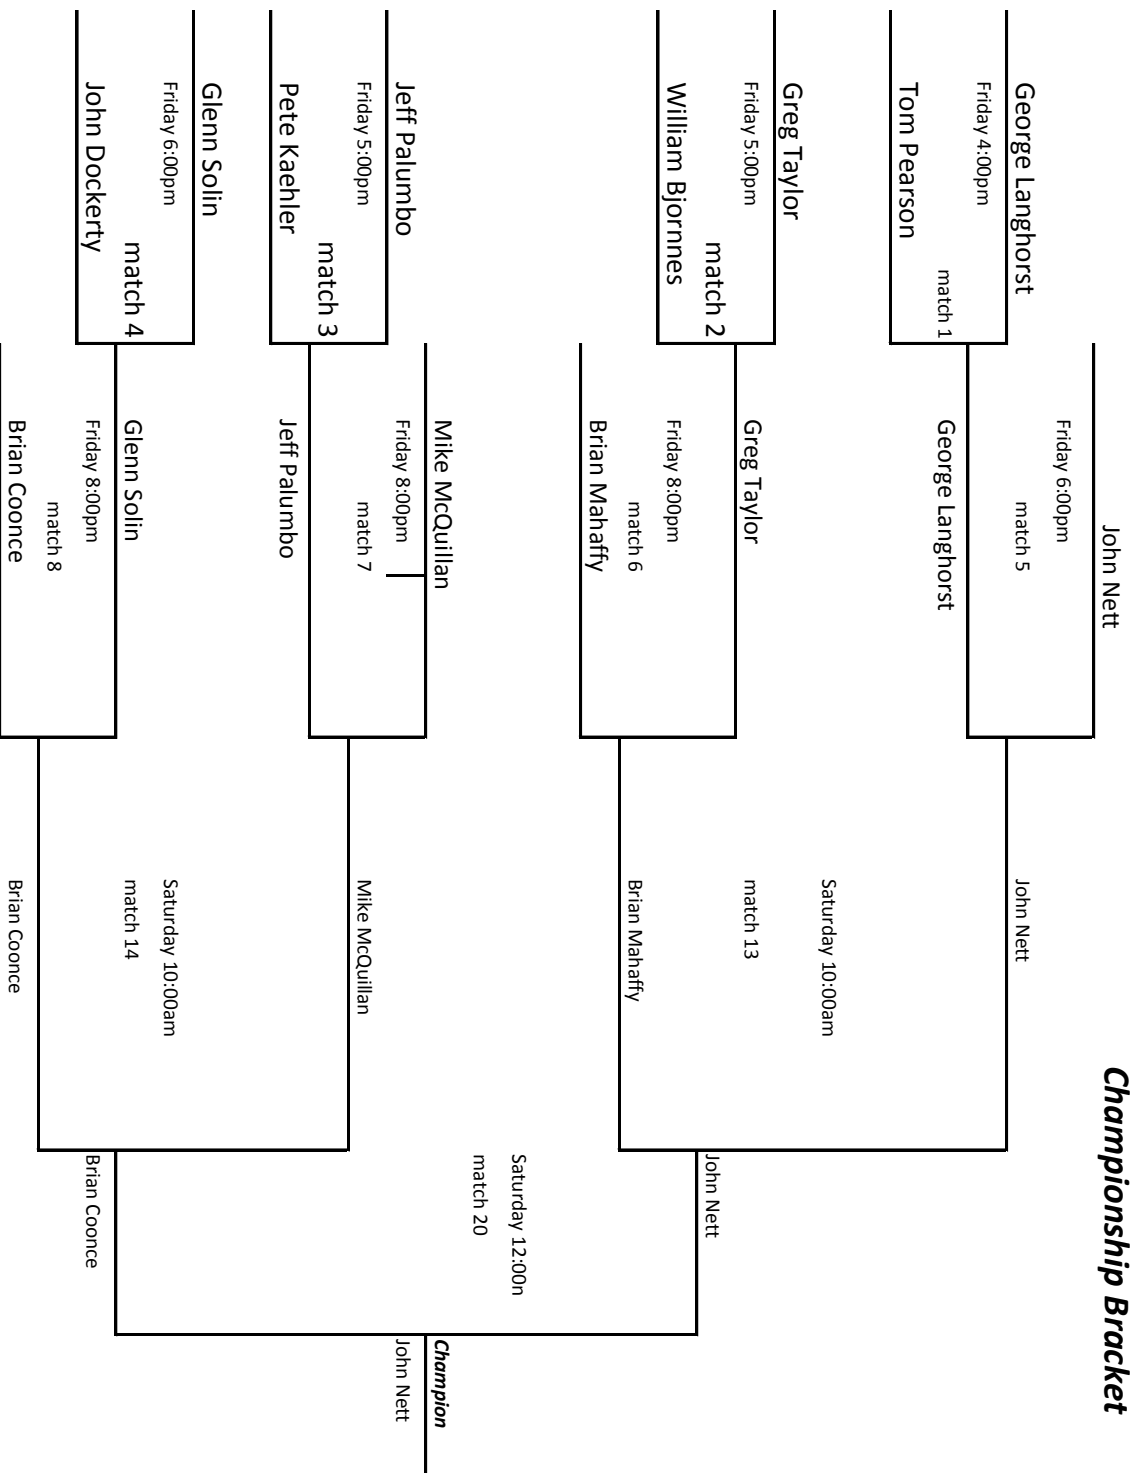 Championship Bracket
John Nett
Friday 6:00pm
match 5
George Langhorst
Friday 4:00pm
match 1
Tom Pearson
George Langhorst
John Nett
Saturday 10:00am
match 13
Greg Taylor
Friday 5:00pm
match 2
William Bjornnes
Greg Taylor
Friday 8:00pm
match 6
Brian Mahaffy
Brian Mahaffy
John Nett
Saturday 12:00n
match 20
Champion
John Nett
Mike McQuillan
Friday 8:00pm
match 7
Jeff Palumbo
Friday 5:00pm
match 3
Pete Kaehler
Jeff Palumbo
Mike McQuillan
Saturday 10:00am
match 14
Glenn Solin
Friday 6:00pm
match 4
John Dockerty
Glenn Solin
Friday 8:00pm
match 8
Brian Coonce
Brian Coonce
Brian Coonce